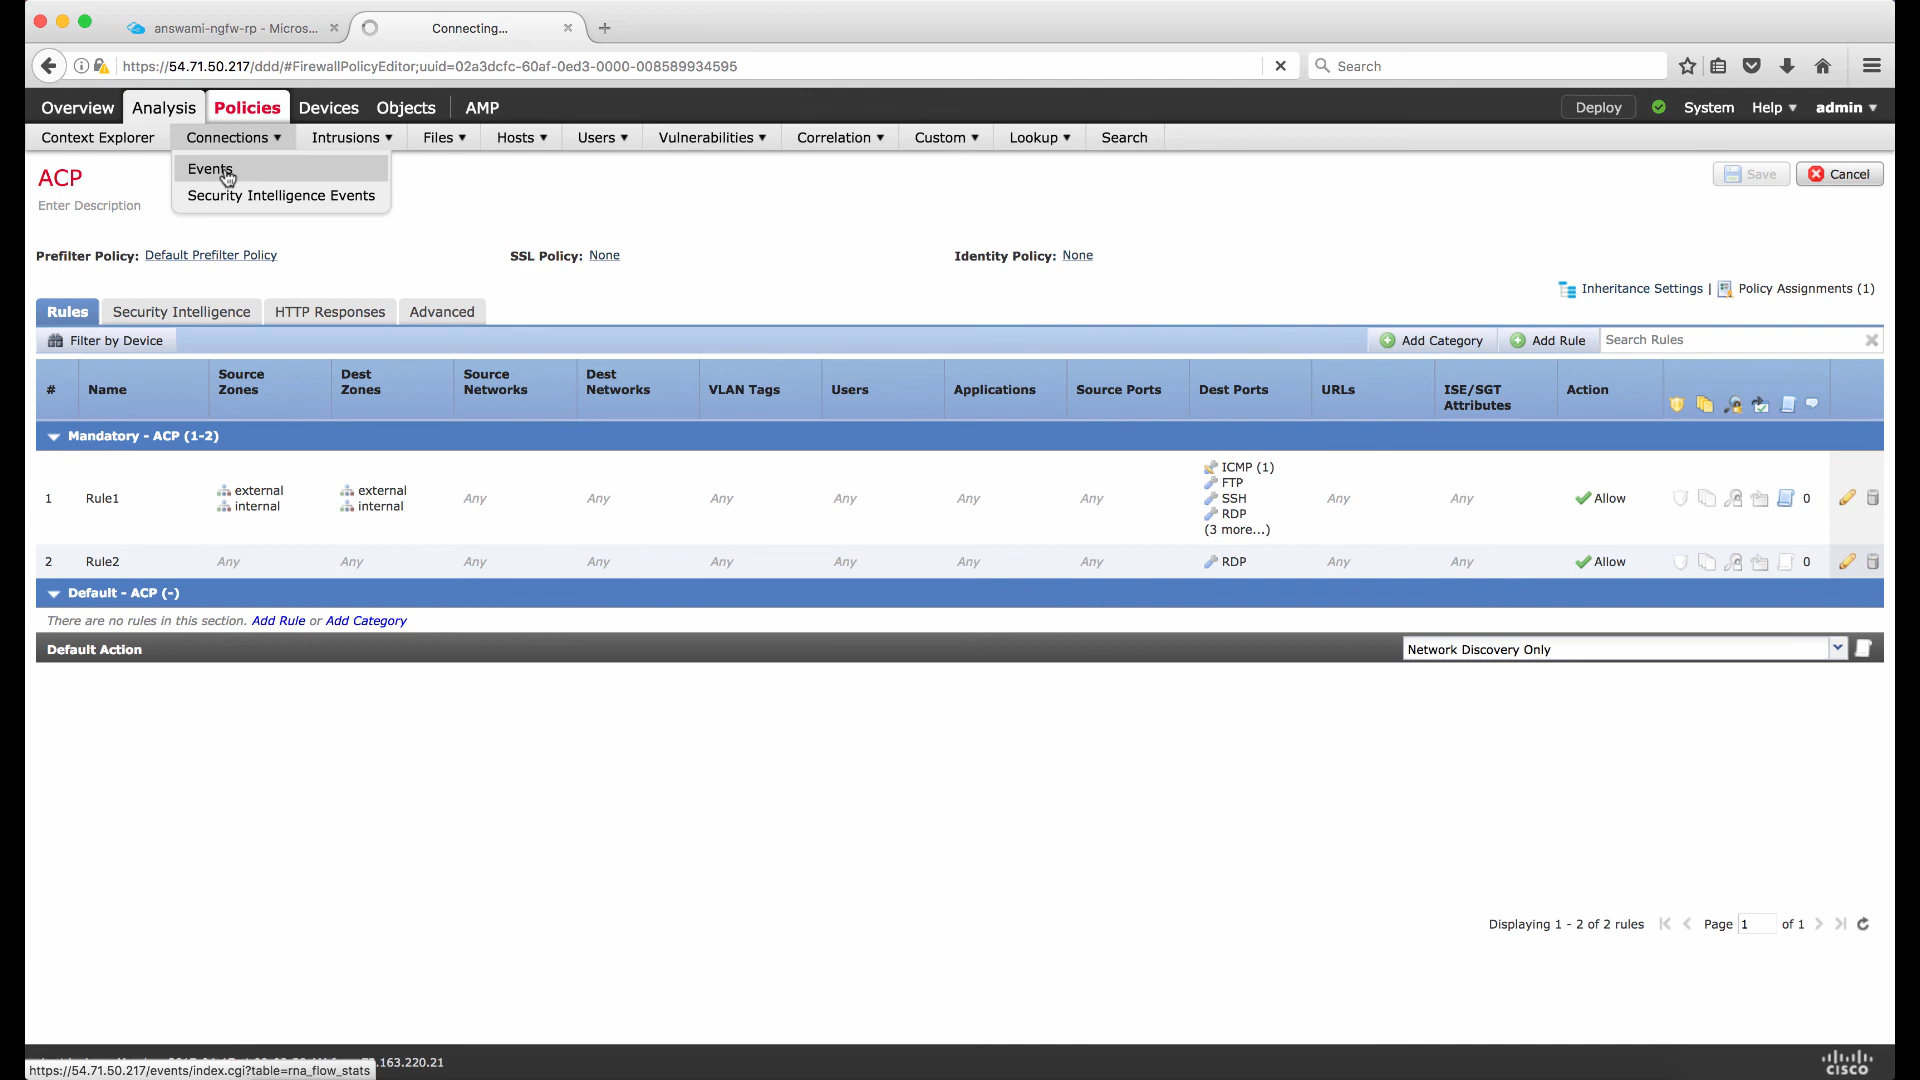 answami-ngfw-rp - Micros...
Connecting...
https://54.71.50.217/ddd/#FirewallPolicyEditor;uuid=02a3dcfc-60af-0ed3-0000-008589934595
Search
Overview Analysis Policies Devices Objects AMP
Deploy System Help admin
Context Explorer Connections Intrusions Files Hosts Users Vulnerabilities Correlation Custom Lookup Search
Events
Security Intelligence Events
ACP
Enter Description
Save Cancel
Prefilter Policy: Default Prefilter Policy
SSL Policy: None
Identity Policy: None
Inheritance Settings | Policy Assignments (1)
Rules Security Intelligence HTTP Responses Advanced
Filter by Device
Add Category Add Rule Search Rules
# Name Source Zones Dest Zones Source Networks Dest Networks VLAN Tags Users Applications Source Ports Dest Ports URLs ISE/SGT Attributes Action
Mandatory - ACP (1-2)
1 Rule1 external internal external internal Any Any Any Any Any Any ICMP (1) FTP SSH RDP (3 more...) Any Any Allow 0
2 Rule2 Any Any Any Any Any Any Any Any RDP Any Any Allow 0
Default - ACP (-)
There are no rules in this section. Add Rule or Add Category
Default Action Network Discovery Only
Displaying 1 - 2 of 2 rules Page 1 of 1
.163.220.21
https://54.71.50.217/events/index.cgi?table=rna_flow_stats
CISCO